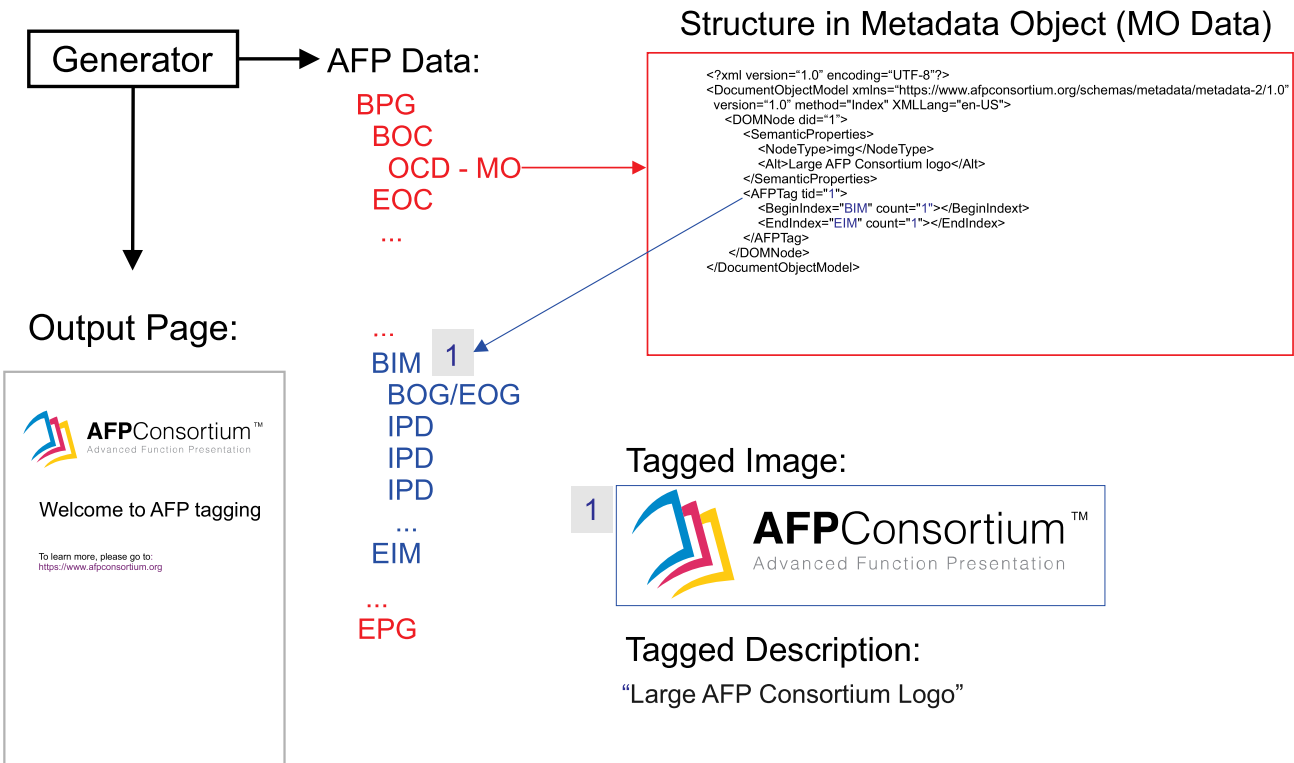 Structure in Metadata Object (MO Data)
Generator
AFP Data:
BPG
BOC
OCD - MO
EOC
...
<?xml version=“1.0” encoding=“UTF-8”?>
<DocumentObjectModel xmlns=“https://www.afpconsortium.org/schemas/metadata/metadata-2/1.0”
version=“1.0” method="Index" XMLLang="en-US">
<DOMNode did=“1”>
<SemanticProperties>
<NodeType>img</NodeType>
<Alt>Large AFP Consortium logo</Alt>
</SemanticProperties>
<AFPTag tid="1">
<BeginIndex="BIM" count="1"></BeginIndext>
<EndIndex="EIM" count="1"></EndIndex>
</AFPTag>
</DOMNode>
</DocumentObjectModel>
...
BIM 1
BOG/EOG
IPD
IPD
IPD
...
EIM
...
EPG
Output Page:
AFPConsortium™
Advanced Function Presentation
Welcome to AFP tagging
To learn more, please go to:
https://www.afpconsortium.org
Tagged Image:
1
AFPConsortium™
Advanced Function Presentation
Tagged Description:
“Large AFP Consortium Logo”